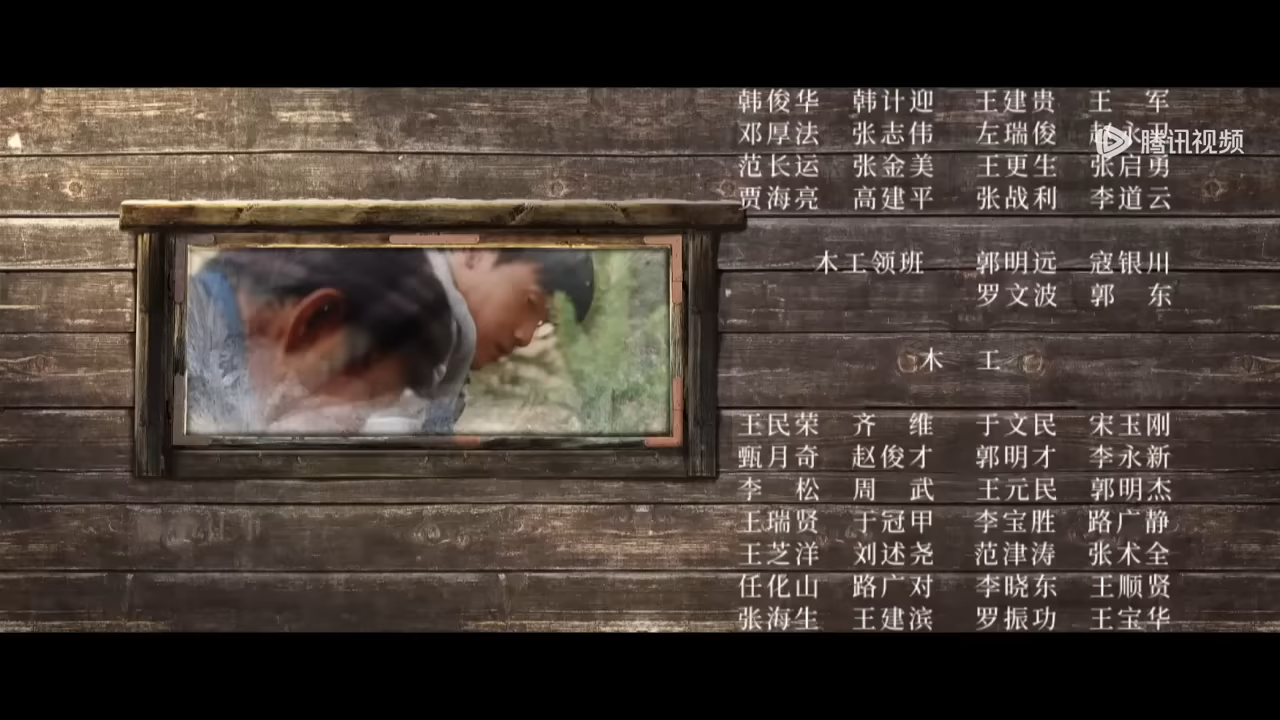 韩俊华 韩计迎 王建贵 王 军
邓厚法 张志伟 左瑞俊
腾讯视频
范长运 张金美 王更生 张启勇
贾海亮 高建平 张战利 李道云
木工领班 郭明远 寇银川
罗文波 郭 东
木 工
王民荣 齐 维 于文民 宋玉刚
甄月奇 赵俊才 郭明才 李永新
李 松 周 武 王元民 郭明杰
王瑞贤 于冠甲 李宝胜 路广静
王芝洋 刘述尧 范津涛 张术全
任化山 路广对 李晓东 王顺贤
张海生 王建滨 罗振功 王宝华